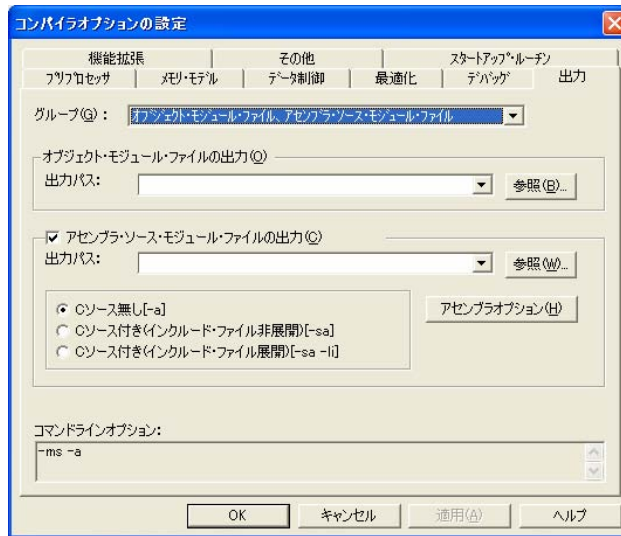 コンパイラオプションの設定
機能拡張 その他 スタートアップ・ルーチン
プリプロセッサ メモリ・モデル データ制御 最適化 デバッグ 出力
グループ(G): オブジェクト・モジュール・ファイル、アセンブラ・ソース・モジュール・ファイル
オブジェクト・モジュール・ファイルの出力(O)
出力パス: 参照(B)...
アセンブラ・ソース・モジュール・ファイルの出力(C)
出力パス: 参照(W)...
Cソース無し[-a] アセンブラオプション(H)
Cソース付き(インクルード・ファイル非展開)[-sa]
Cソース付き(インクルード・ファイル展開)[-sa -li]
コマンドラインオプション:
-ms -a
OK キャンセル 適用(A) ヘルプ